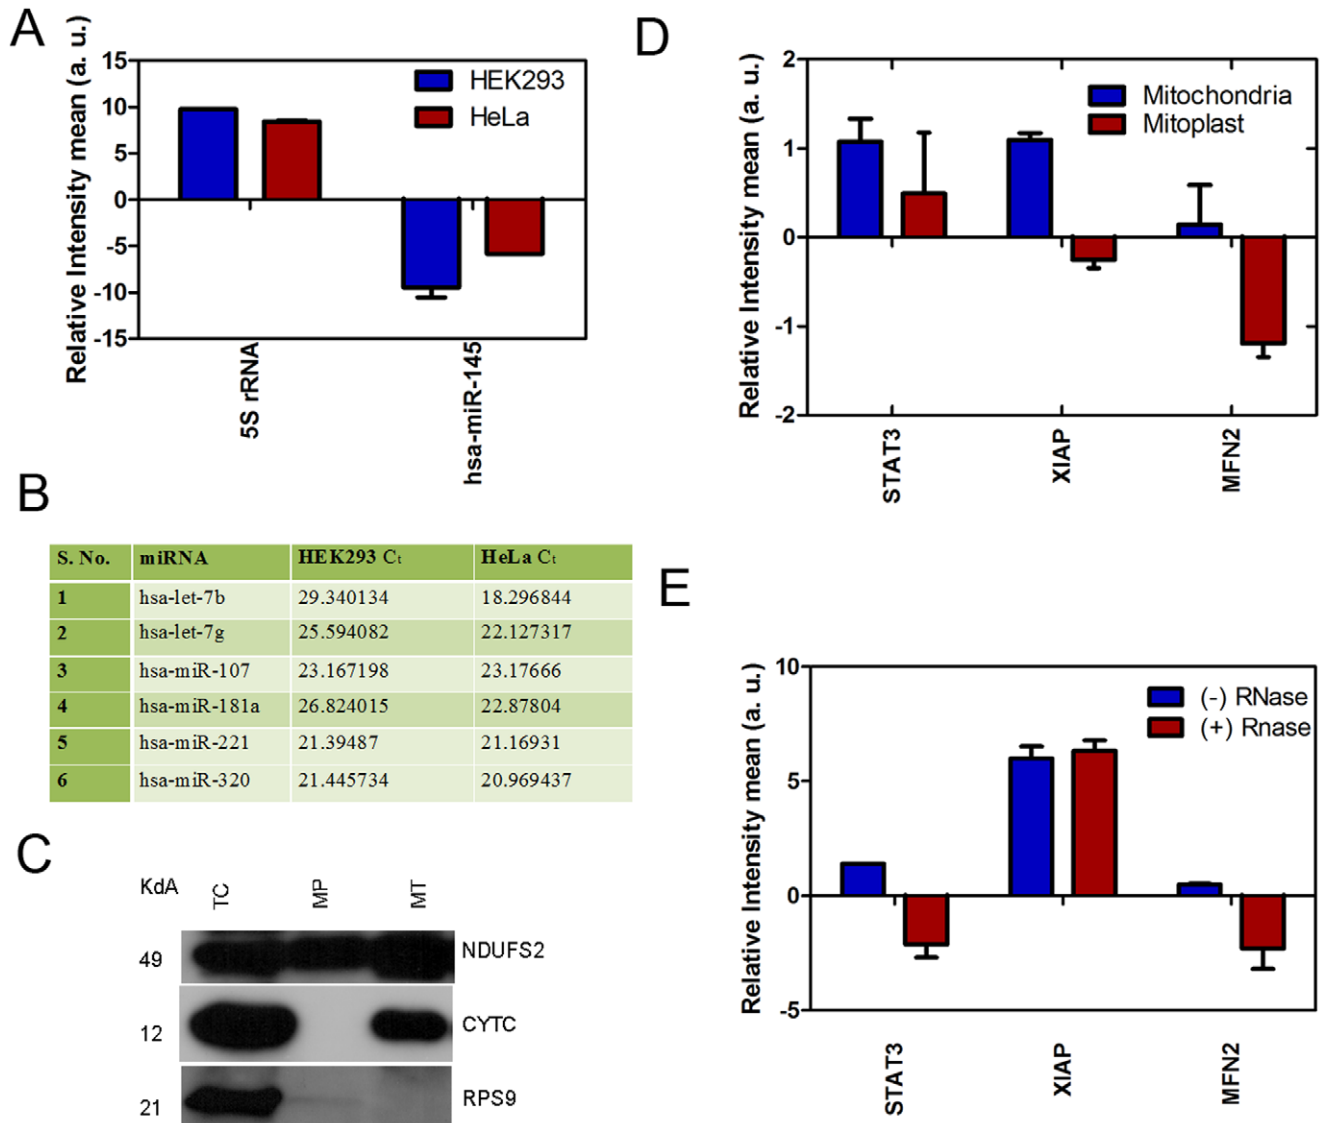 A
Relative Intensity mean (a. u.)
15
10
5
0
-5
-10
-15
HEK293
HeLa
5S rRNA
hsa-miR-145
B
S. No. miRNA HEK293 Ct HeLa Ct
1 hsa-let-7b 29.340134 18.296844
2 hsa-let-7g 25.594082 22.127317
3 hsa-miR-107 23.167198 23.17666
4 hsa-miR-181a 26.824015 22.87804
5 hsa-miR-221 21.39487 21.16931
6 hsa-miR-320 21.445734 20.969437
C
KdA TC MP MT
49 NDUFS2
12 CYTC
21 RPS9
D
Relative Intensity mean (a. u.)
2
1
0
-1
-2
Mitochondria
Mitoplast
STAT3
XIAP
MFN2
E
Relative Intensity mean (a. u.)
10
5
0
-5
(-) RNase
(+) Rnase
STAT3
XIAP
MFN2